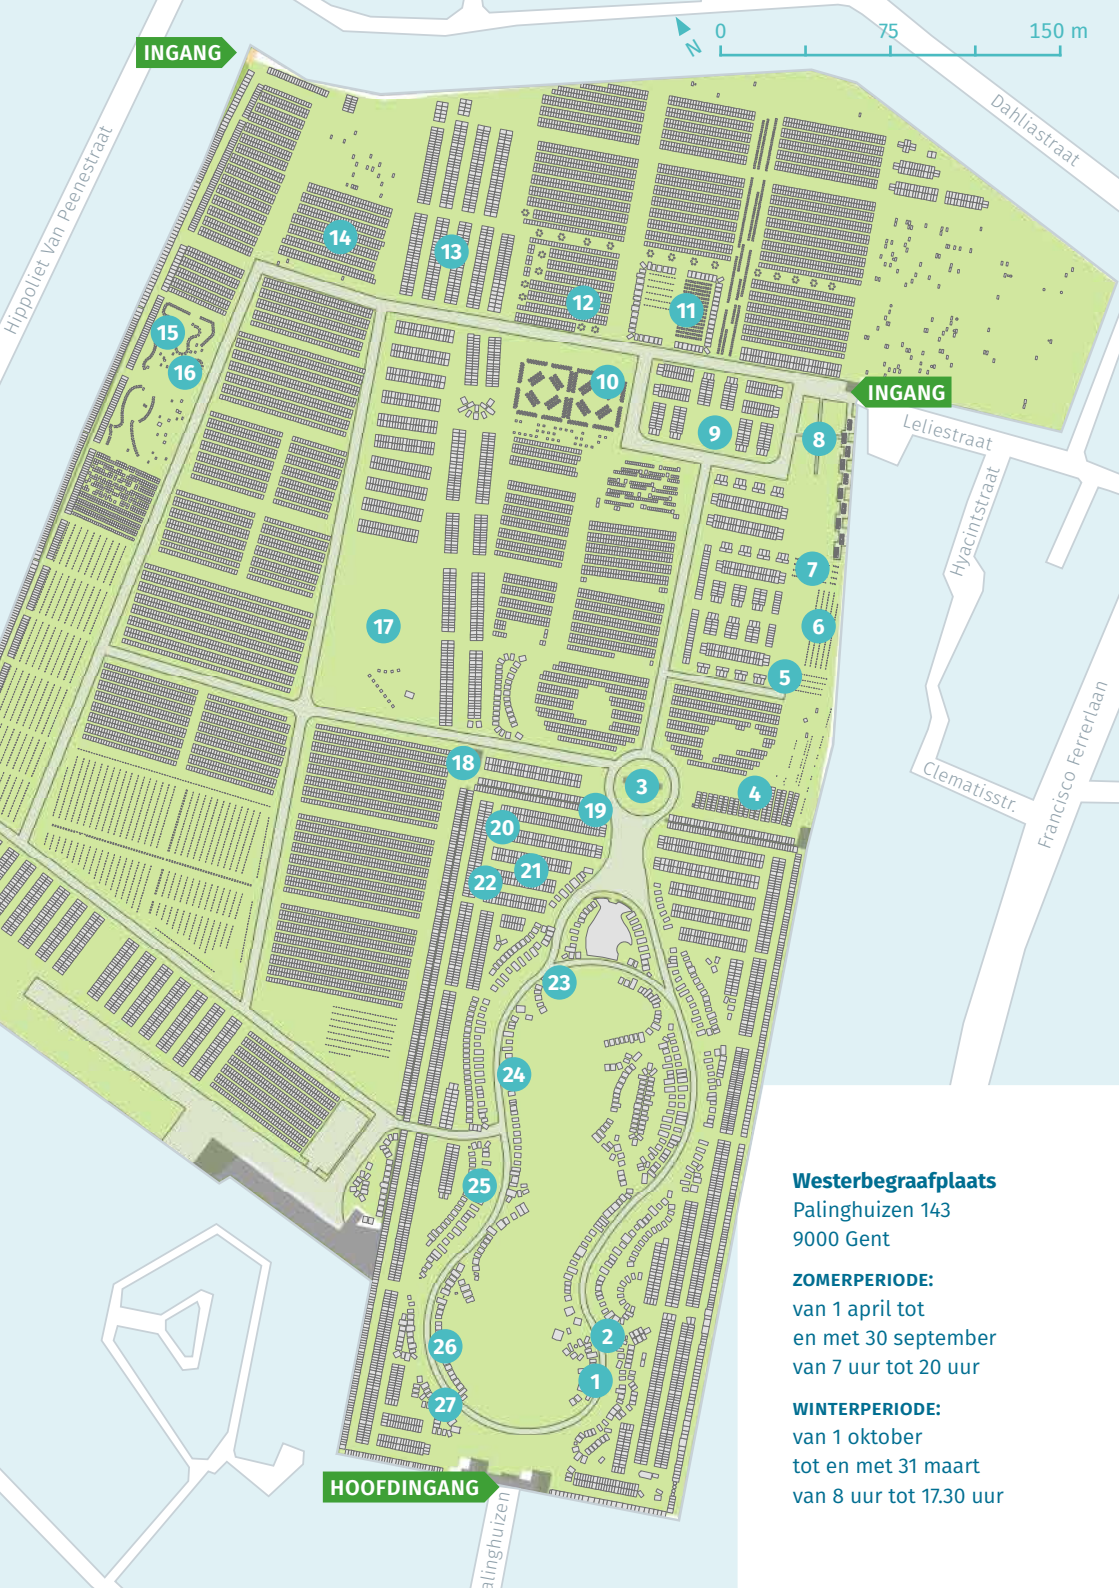 INGANG
0 75 150 m
N
Dahliastraat
Hippoliet Van Peenestraat
14
13
12
11
15
16
10
INGANG
9
8
Leliestraat
Hyacintstraat
7
17
6
5
Francisco Ferrerlaan
18
3
4
Clematisstr.
19
20
21
22
23
24
25
Westerbegraafplaats
Palinghuizen 143
9000 Gent
ZOMERPERIODE:
van 1 april tot
en met 30 september
van 7 uur tot 20 uur
WINTERPERIODE:
van 1 oktober
tot en met 31 maart
van 8 uur tot 17.30 uur
2
26
1
27
HOOFDINGANG
alinghuizen